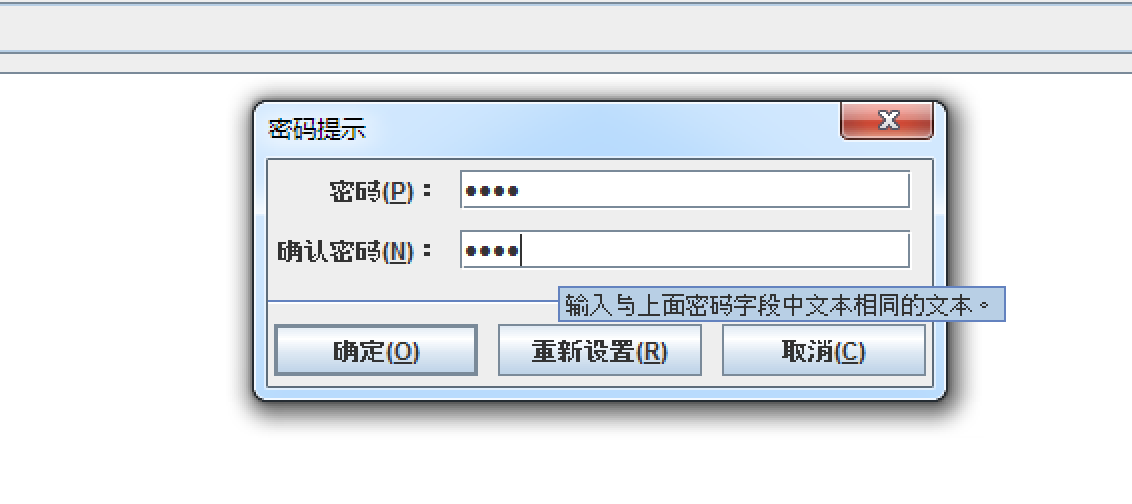 密码提示
密码(P)：
••••
确认密码(N)：
••••
输入与上面密码字段中文本相同的文本。
确定(O)
重新设置(R)
取消(C)